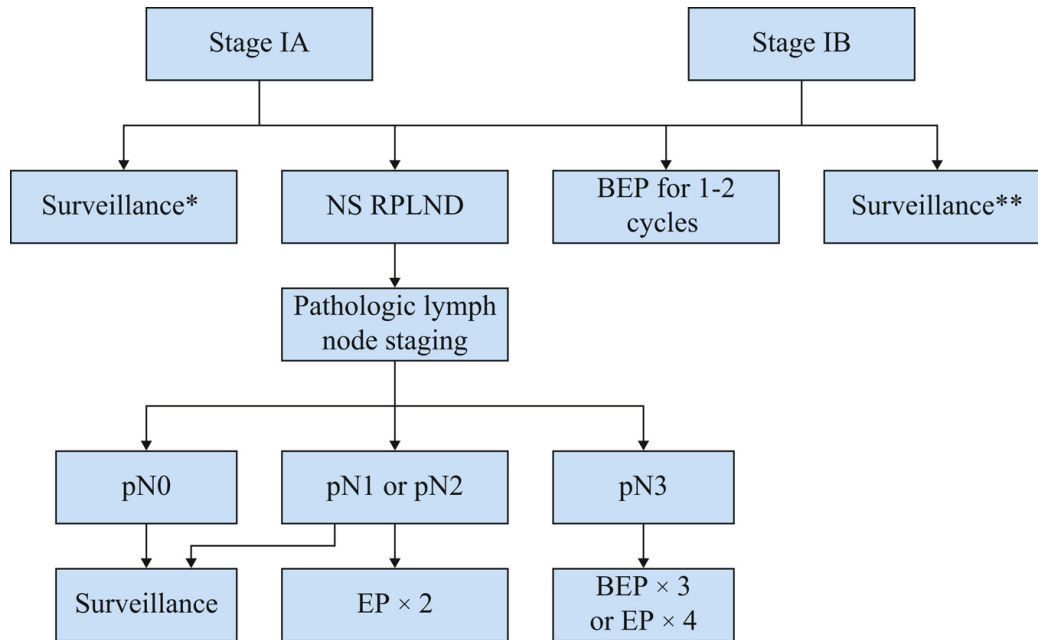 Stage IA
Stage IB
Surveillance*
NS RPLND
BEP for 1-2
cycles
Surveillance**
Pathologic lymph
node staging
pN0
pN1 or pN2
pN3
Surveillance
EP × 2
BEP × 3
or EP × 4